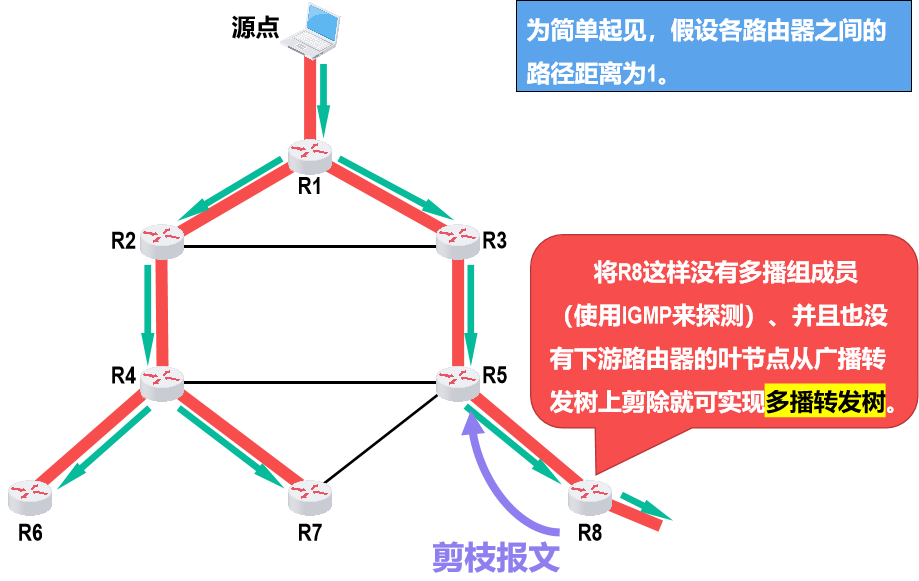 源点
为简单起见，假设各路由器之间的
路径距离为1。
R1
R2
R3
将R8这样没有多播组成员
（使用IGMP来探测）、并且也没
有下游路由器的叶节点从广播转
发树上剪除就可实现多播转发树。
R4
R5
R6
R7
R8
剪枝报文